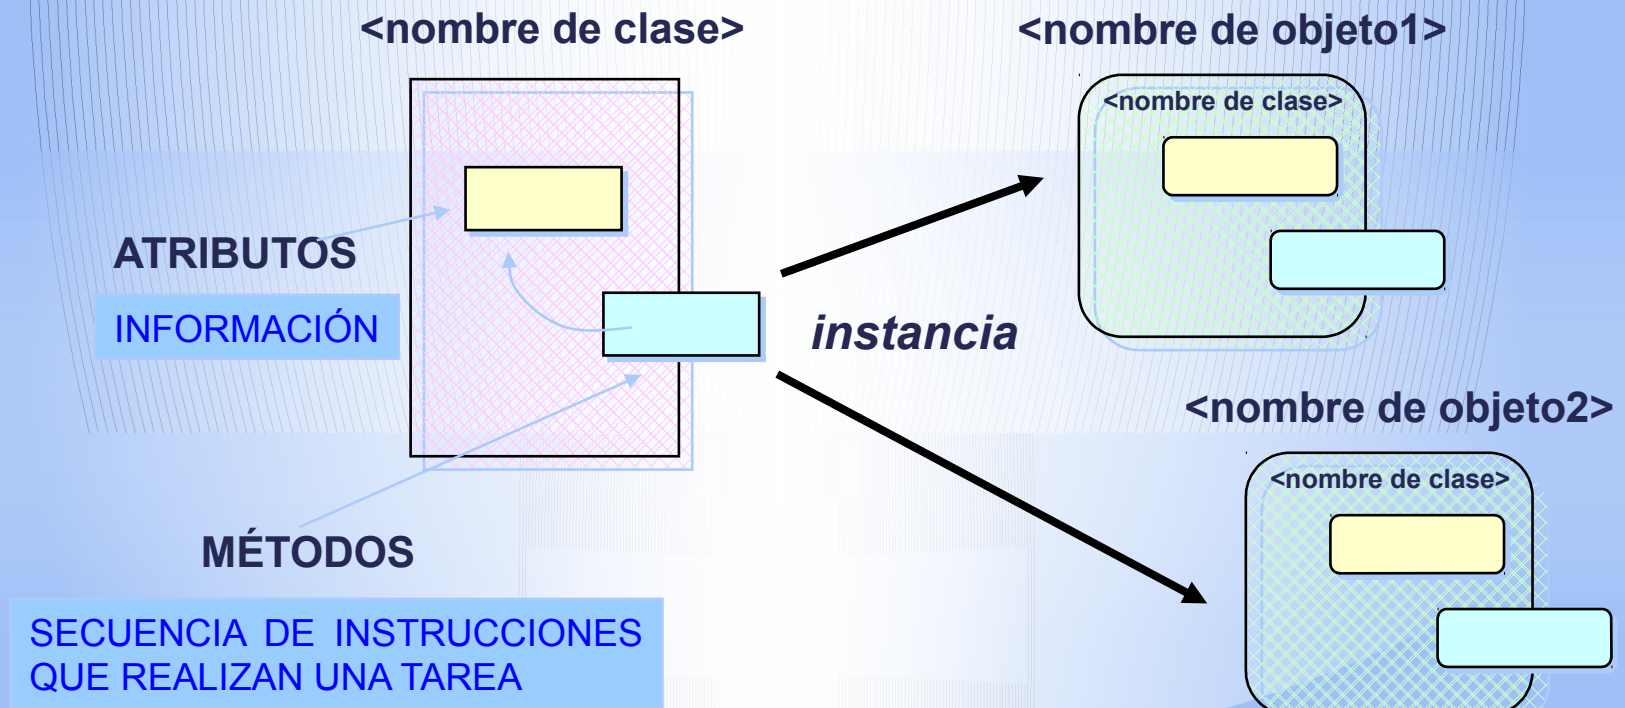 <nombre de clase>
<nombre de objeto1>
<nombre de clase>
ATRIBUTOS
INFORMACIÓN
instancia
<nombre de objeto2>
<nombre de clase>
MÉTODOS
SECUENCIA DE INSTRUCCIONES
QUE REALIZAN UNA TAREA